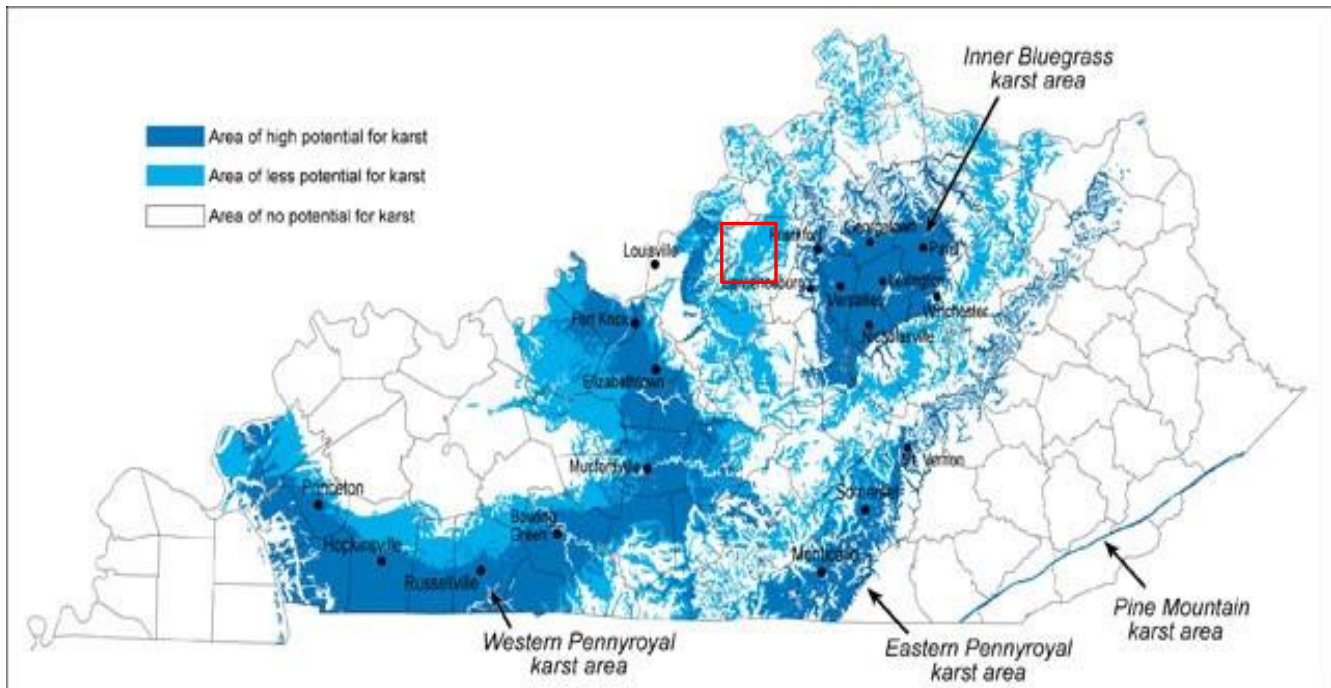 Inner Bluegrass
karst area
Area of high potential for karst
Area of less potential for karst
Area of no potential for karst
Louisville
Frankfort
Georgetown
Paris
Lexington
Versailles
Winchester
Nicholasville
Fort Knox
Elizabethtown
Munfordville
Mt. Vernon
Somerset
Princeton
Bowling
Green
Hopkinsville
Monticello
Russellville
Western Pennyroyal
karst area
Eastern Pennyroyal
karst area
Pine Mountain
karst area